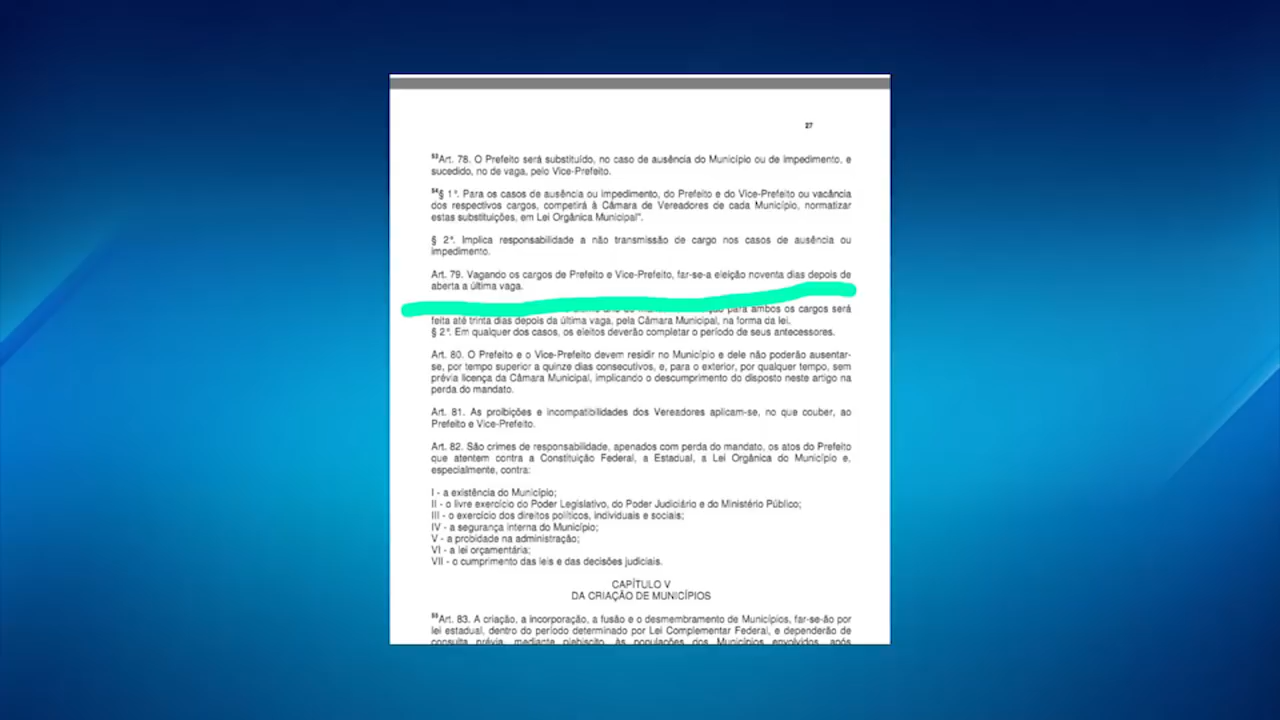 27
53Art. 78. O Prefeito será substituído, no caso de ausência do Município ou de impedimento, e
sucedido, no de vaga, pelo Vice-Prefeito.
54§ 1º. Para os casos de ausência ou impedimento, do Prefeito e do Vice-Prefeito ou vacância
dos respectivos cargos, competirá à Câmara de Vereadores de cada Município, normatizar
estas substituições, em Lei Orgânica Municipal".
§ 2º. Implica responsabilidade a não transmissão de cargo nos casos de ausência ou
impedimento.
Art. 79. Vagando os cargos de Prefeito e Vice-Prefeito, far-se-a eleição noventa dias depois de
aberta a última vaga.
para ambos os cargos será
feita até trinta dias depois da última vaga, pela Câmara Municipal, na forma da lei.
§ 2º. Em qualquer dos casos, os eleitos deverão completar o período de seus antecessores.
Art. 80. O Prefeito e o Vice-Prefeito devem residir no Município e dele não poderão ausentar-
se, por tempo superior a quinze dias consecutivos, e, para o exterior, por qualquer tempo, sem
prévia licença da Câmara Municipal, implicando o descumprimento do disposto neste artigo na
perda do mandato.
Art. 81. As proibições e incompatibilidades dos Vereadores aplicam-se, no que couber, ao
Prefeito e Vice-Prefeito.
Art. 82. São crimes de responsabilidade, apenados com perda do mandato, os atos do Prefeito
que atentem contra a Constituição Federal, a Estadual, a Lei Orgânica do Município e,
especialmente, contra:
I - a existência do Município;
II - o livre exercício do Poder Legislativo, do Poder Judiciário e do Ministério Público;
III - o exercício dos direitos políticos, individuais e sociais;
IV - a segurança interna do Município;
V - a probidade na administração;
VI - a lei orçamentária;
VII - o cumprimento das leis e das decisões judiciais.
CAPÍTULO V
DA CRIAÇÃO DE MUNICÍPIOS
Art. 83. A criação, a incorporação, a fusão e o desmembramento de Municípios, far-se-ão por
lei estadual, dentro do período determinado por Lei Complementar Federal, e dependerão de
consulta prévia, mediante plebiscito, às populações dos Municípios envolvidos, após